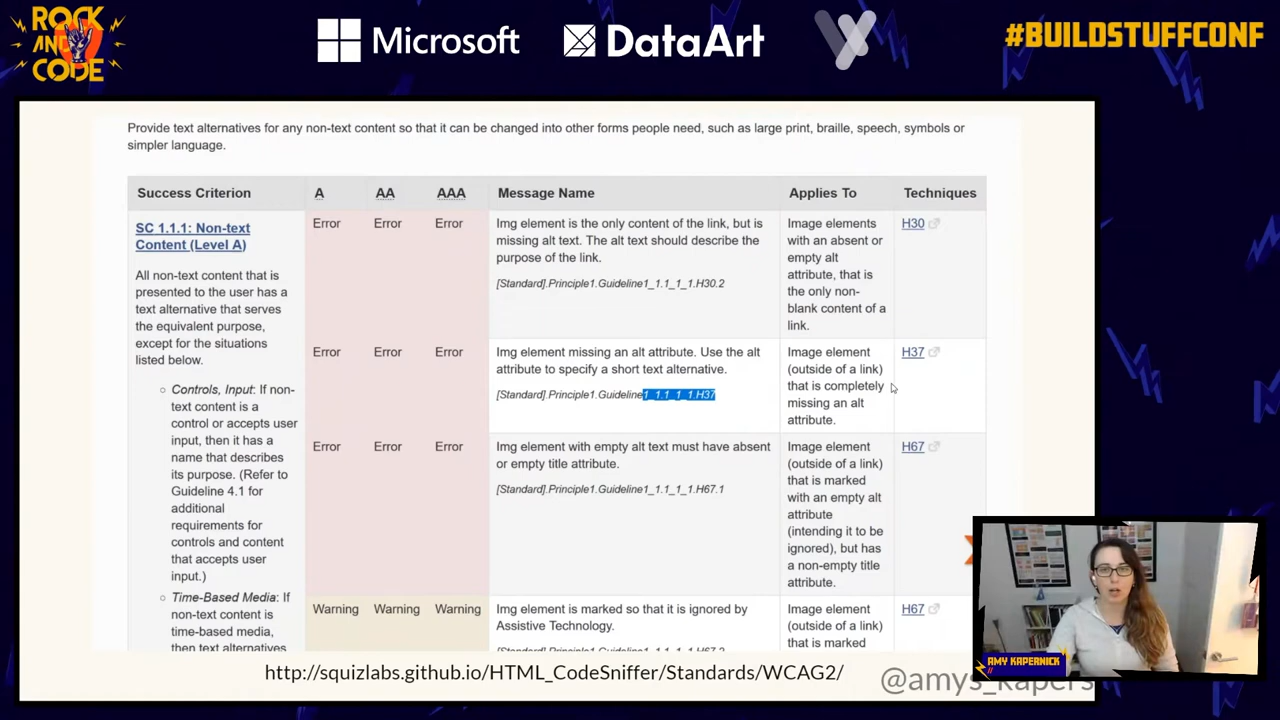 ROCK
AND
CODE
Microsoft
DataArt
#BUILDSTUFFCONF
Provide text alternatives for any non-text content so that it can be changed into other forms people need, such as large print, braille, speech, symbols or
simpler language.
Success Criterion
A
AA
AAA
Message Name
Applies To
Techniques
SC 1.1.1: Non-text
Content (Level A)
All non-text content that is
presented to the user has a
text alternative that serves
the equivalent purpose,
except for the situations
listed below.
Controls, Input: If non-
text content is a
control or accepts user
input, then it has a
name that describes
its purpose. (Refer to
Guideline 4.1 for
additional
requirements for
controls and content
that accepts user
input.)
Time-Based Media: If
non-text content is
time-based media,
then text alternatives
Error
Error
Error
Img element is the only content of the link, but is
missing alt text. The alt text should describe the
purpose of the link.
[Standard].Principle1.Guideline1_1.1_1_1.H30.2
Image elements
with an absent or
empty alt
attribute, that is
the only non-
blank content of a
link.
H30
Error
Error
Error
Img element missing an alt attribute. Use the alt
attribute to specify a short text alternative.
[Standard].Principle1.Guideline1_1.1_1_1.H37
Image element
(outside of a link)
that is completely
missing an alt
attribute.
H37
Error
Error
Error
Img element with empty alt text must have absent
or empty title attribute.
[Standard].Principle1.Guideline1_1.1_1_1.H67.1
Image element
(outside of a link)
that is marked
with an empty alt
attribute
(intending it to be
ignored), but has
a non-empty title
attribute.
H67
Warning
Warning
Warning
Img element is marked so that it is ignored by
Assistive Technology.
[Standard].Principle1.Guideline1_1.1_1_1.H67.2
Image element
(outside of a link)
that is marked
H67
http://squizlabs.github.io/HTML_CodeSniffer/Standards/WCAG2/
@amys_kapers
AMY KAPERNICK